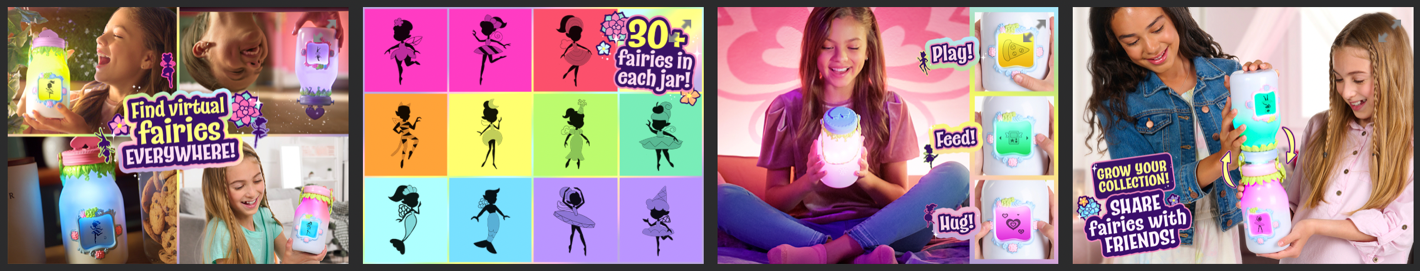 Find virtual
fairies
EVERYWHERE!
30+
fairies in
each jar!
Play!
Feed!
Hug!
GROW YOUR
COLLECTION!
SHARE
fairies with
FRIENDS!